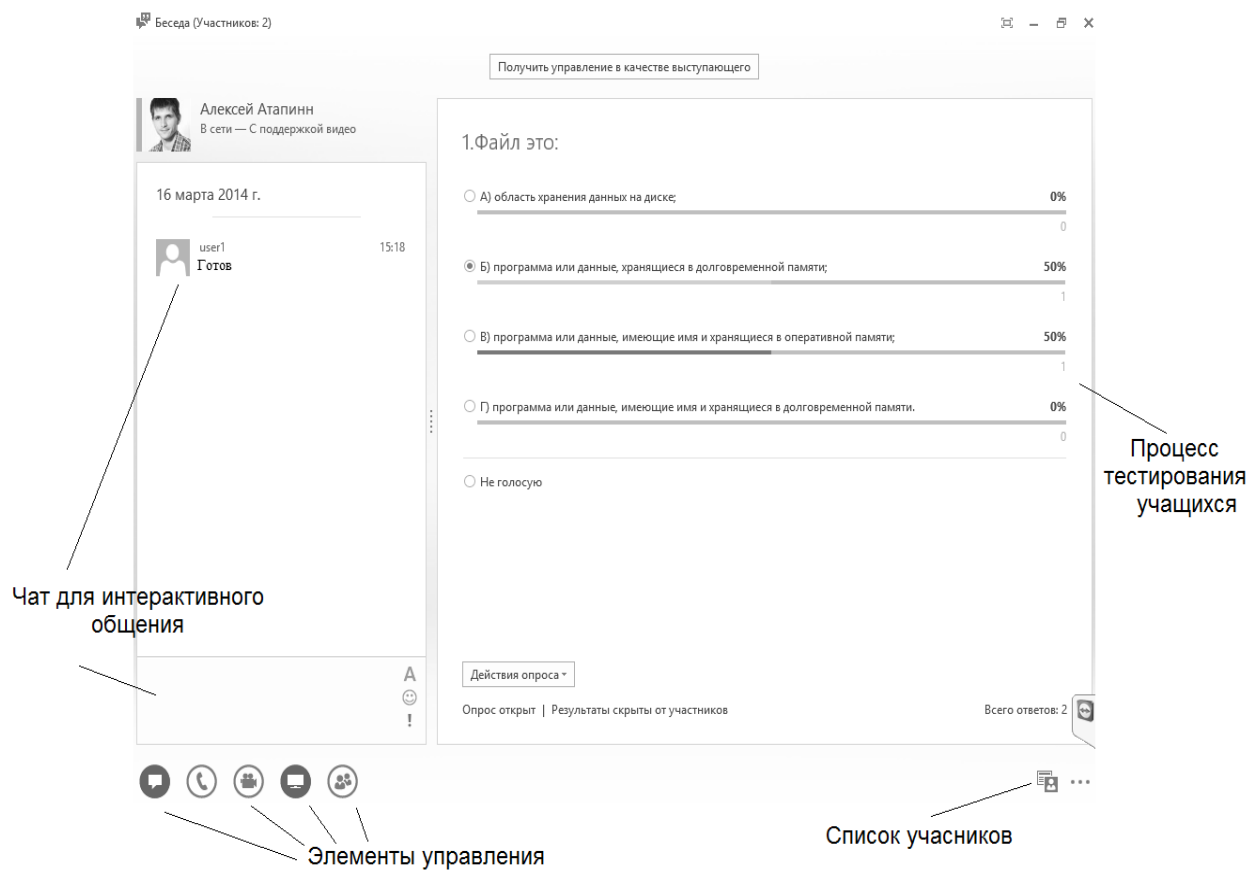 Беседа (Участников: 2)
Получить управление в качестве выступающего
Алексей Атапинн
В сети — С поддержкой видео
16 марта 2014 г.
user1
15:18
Готов
1.Файл это:
А) область хранения данных на диске;
0%
0
Б) программа или данные, хранящиеся в долговременной памяти;
50%
1
В) программа или данные, имеющие имя и хранящиеся в оперативной памяти;
50%
1
Г) программа или данные, имеющие имя и хранящиеся в долговременной памяти.
0%
0
Не голосую
Процесс
тестирования
учащихся
Чат для интерактивного
общения
A
!
Действия опроса
Опрос открыт | Результаты скрыты от участников
Всего ответов: 2
Список учасников
Элементы управления